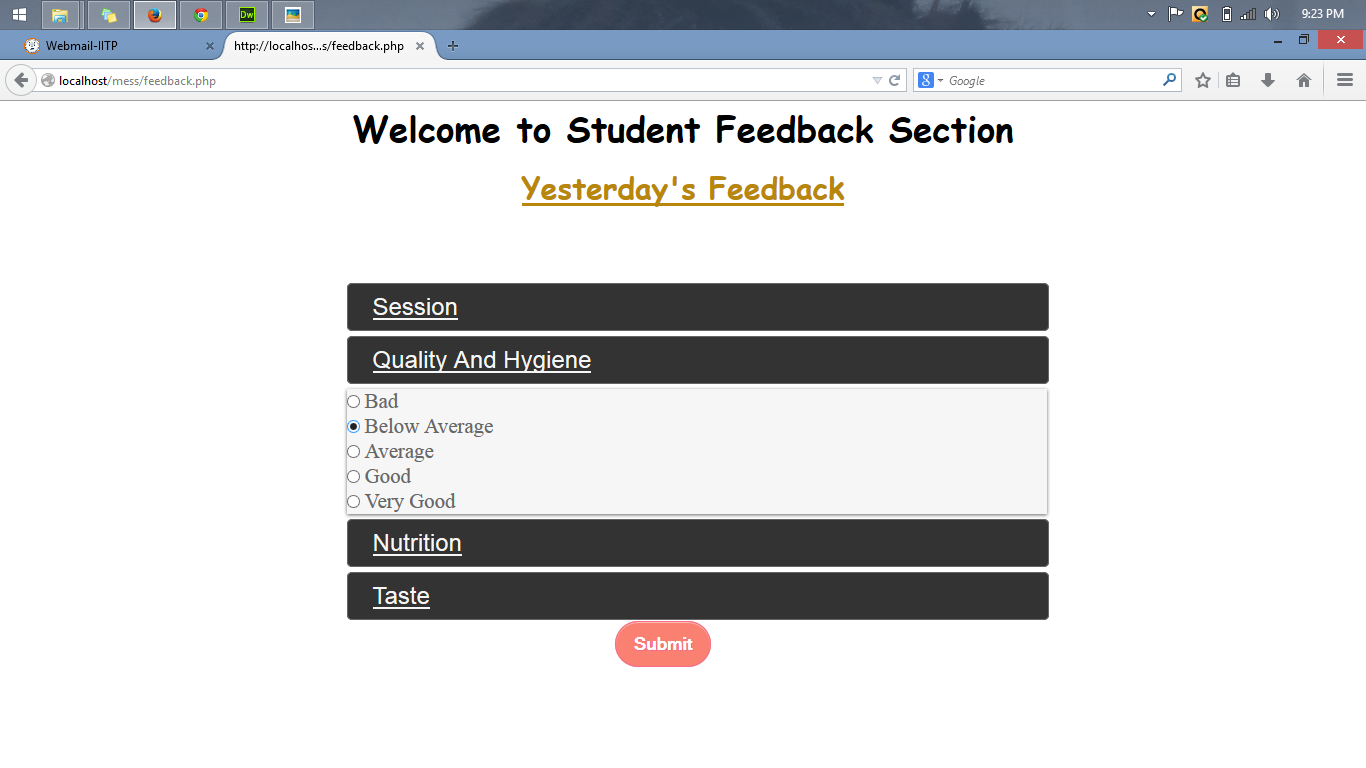 Dw
9:23 PM
Webmail-IITP
http://localhos...s/feedback.php
localhost/mess/feedback.php
8 Google
Welcome to Student Feedback Section
Yesterday's Feedback
Session
Quality And Hygiene
Bad
Below Average
Average
Good
Very Good
Nutrition
Taste
Submit